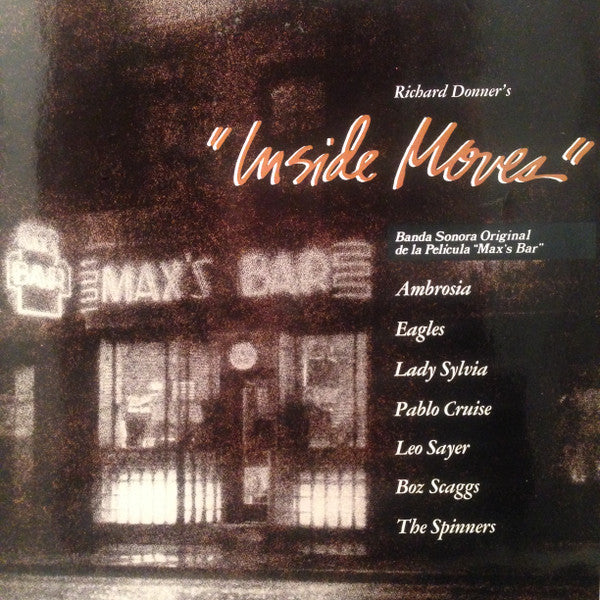 Richard Donner's
"Inside Moves"
Banda Sonora Original
de la Película "Max's Bar"
BAR
MAX'S BAR
Ambrosia
Eagles
Lady Sylvia
Pablo Cruise
Leo Sayer
Boz Scaggs
The Spinners